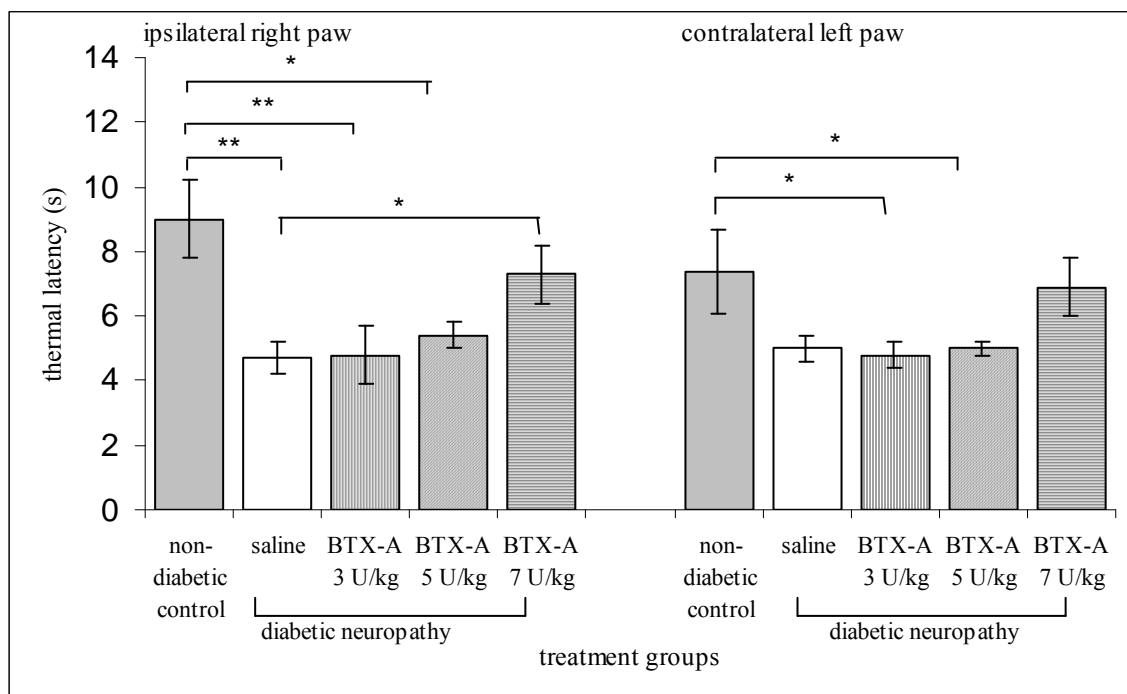 ipsilateral right paw
contralateral left paw
thermal latency (s)
14
12
10
8
6
4
2
0
*
**
**
*
*
*
non-
diabetic
control
saline
BTX-A
3 U/kg
BTX-A
5 U/kg
BTX-A
7 U/kg
diabetic neuropathy
non-
diabetic
control
saline
BTX-A
3 U/kg
BTX-A
5 U/kg
BTX-A
7 U/kg
diabetic neuropathy
treatment groups